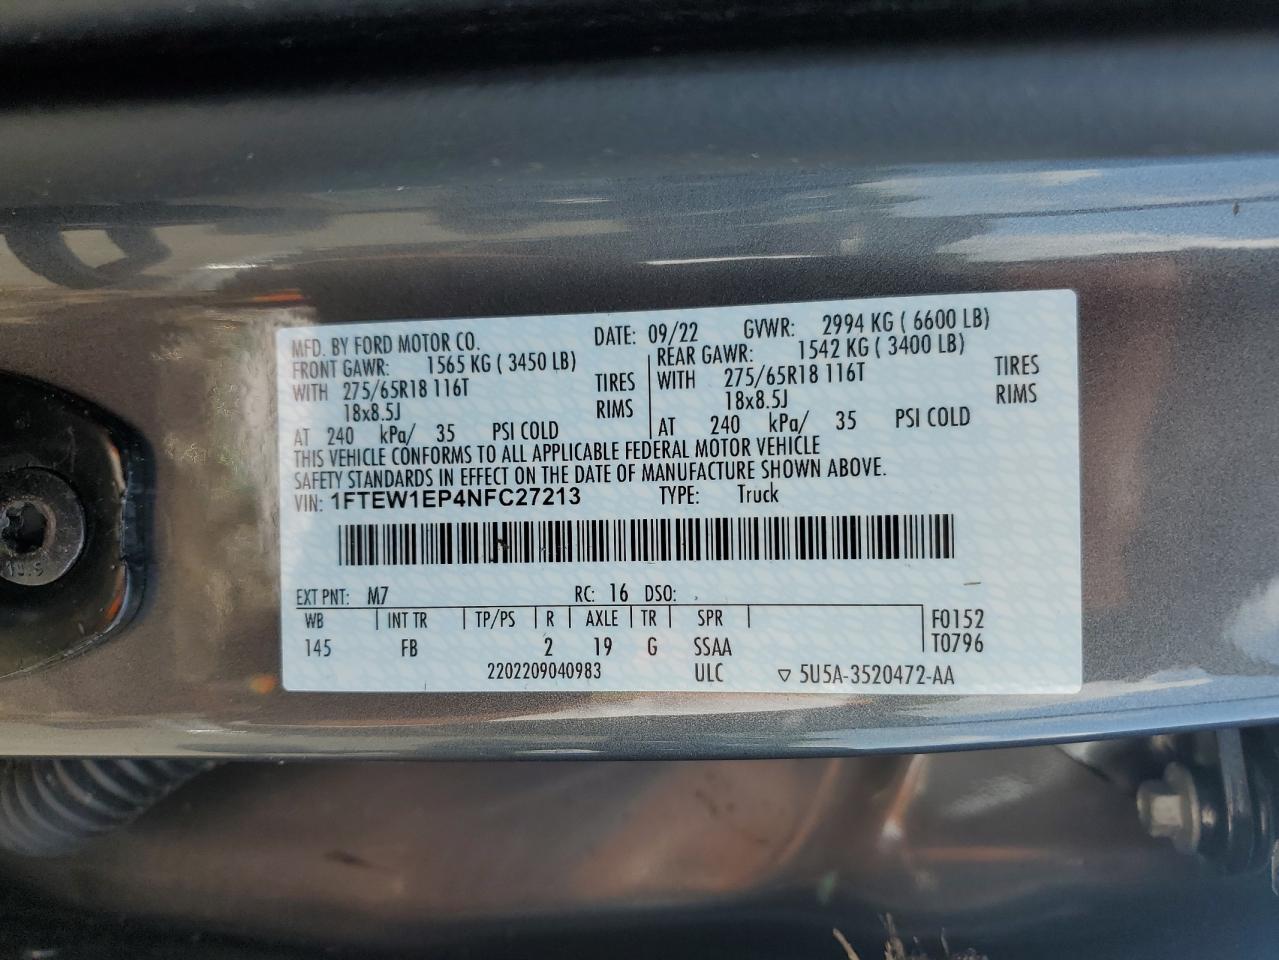 MFD. BY FORD MOTOR CO. DATE: 09/22 GVWR: 2994 KG ( 6600 LB)
FRONT GAWR: 1565 KG ( 3450 LB) REAR GAWR: 1542 KG ( 3400 LB)
WITH 275/65R18 116T TIRES WITH 275/65R18 116T TIRES
18x8.5J RIMS 18x8.5J RIMS
AT 240 kPa/ 35 PSI COLD AT 240 kPa/ 35 PSI COLD
THIS VEHICLE CONFORMS TO ALL APPLICABLE FEDERAL MOTOR VEHICLE
SAFETY STANDARDS IN EFFECT ON THE DATE OF MANUFACTURE SHOWN ABOVE.
VIN: 1FTEW1EP4NFC27213 TYPE: Truck
EXT PNT: M7 RC: 16 DSO:
WB INT TR TP/PS R AXLE TR SPR F0152
145 FB 2 19 G SSAA T0796
2202209040983 ULC ▽ 5U5A-3520472-AA
10.9